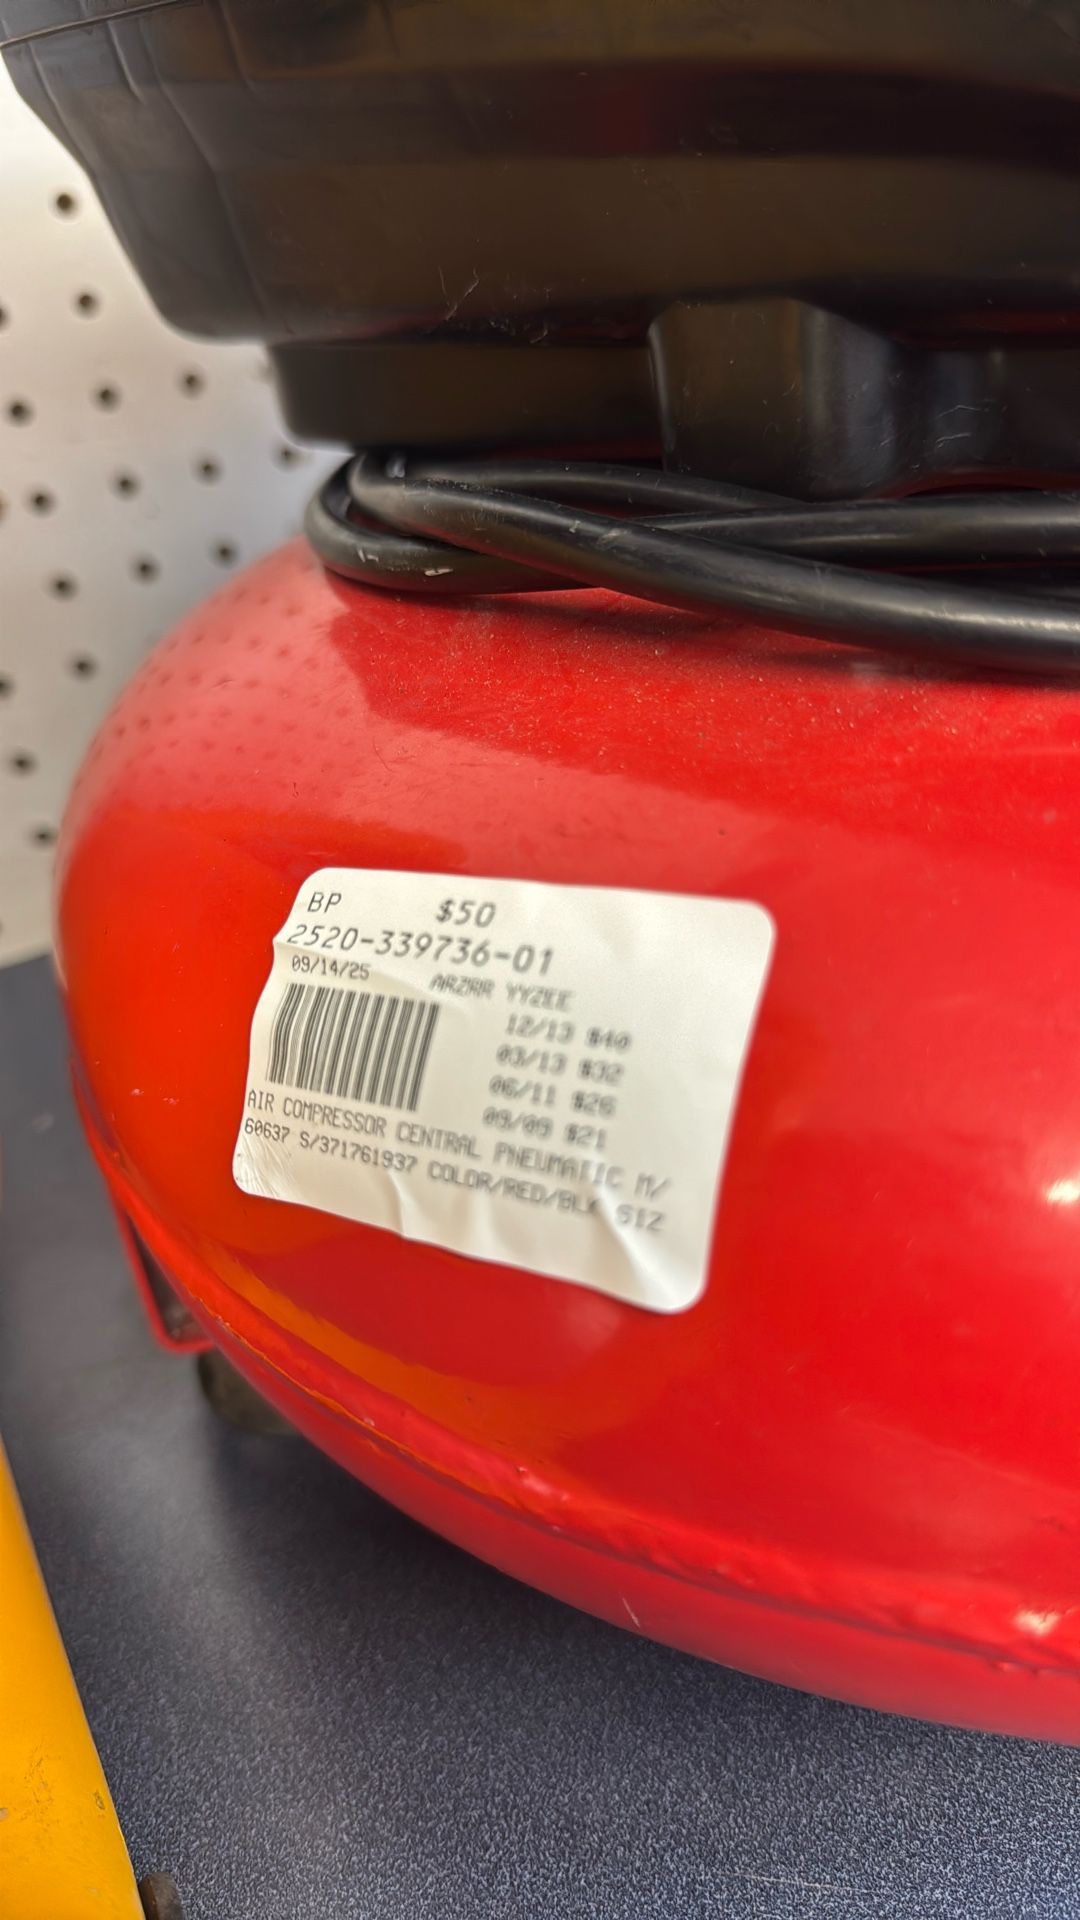 BP $50
2520-339736-01
09/14/25 ARZRR YYZEE
12/13 $40
03/13 $32
06/11 $26
09/09 $21
AIR COMPRESSOR CENTRAL PNEUMATIC M/
60637 S/371761937 COLOR/RED/BLK SIZ